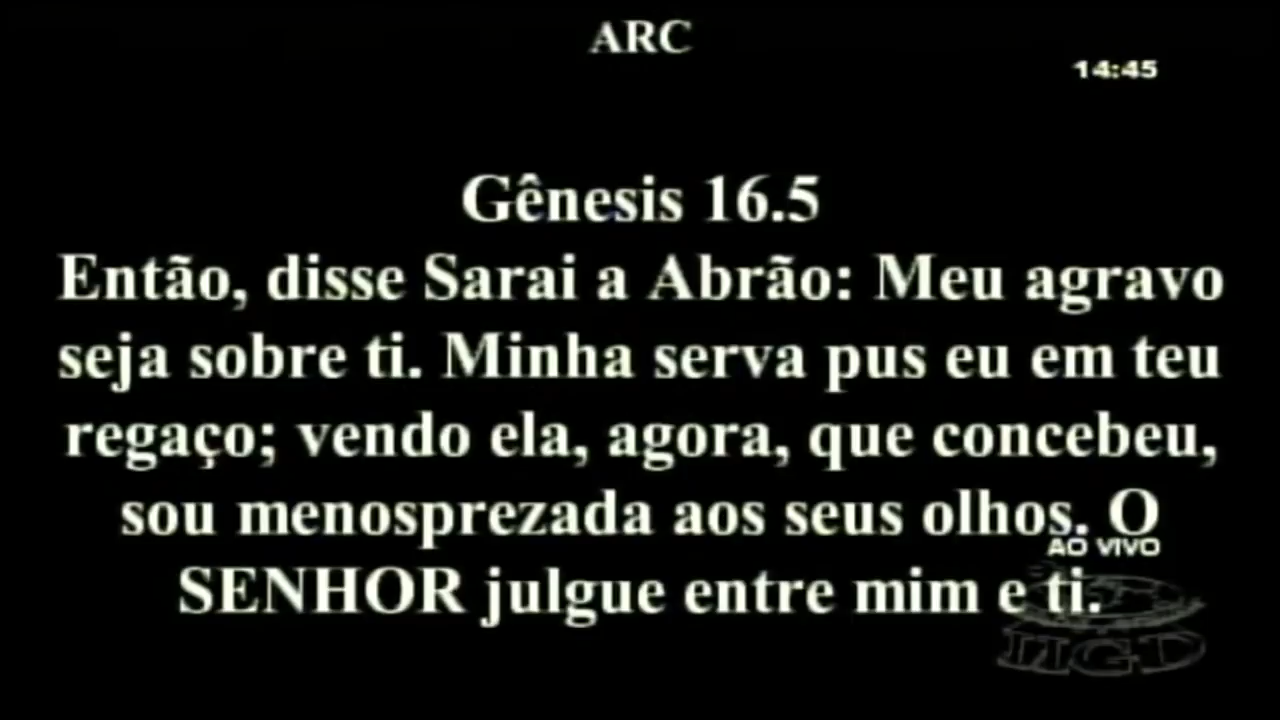 ARC
14:45
Gênesis 16.5
Então, disse Sarai a Abrão: Meu agravo
seja sobre ti. Minha serva pus eu em teu
regaço; vendo ela, agora, que concebeu,
sou menosprezada aos seus olhos. O
AO VIVO
SENHOR julgue entre mim e ti.